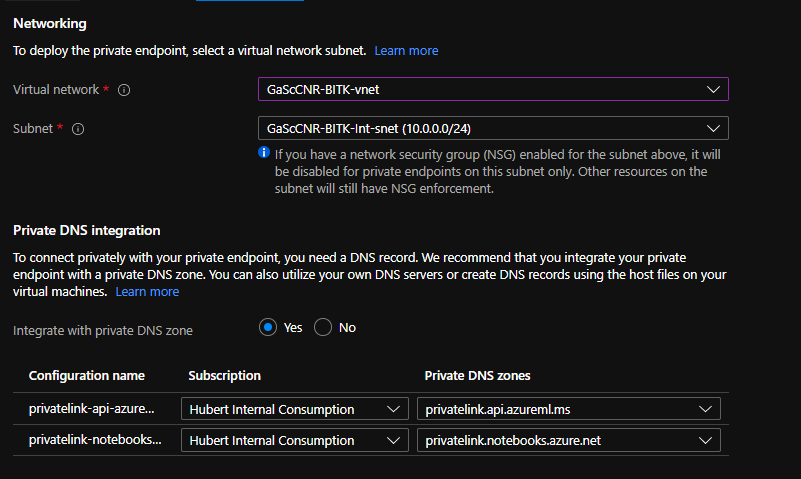 Networking
To deploy the private endpoint, select a virtual network subnet. Learn more
Virtual network *
GaScCNR-BITK-vnet
Subnet *
GaScCNR-BITK-Int-snet (10.0.0.0/24)
If you have a network security group (NSG) enabled for the subnet above, it will
be disabled for private endpoints on this subnet only. Other resources on the
subnet will still have NSG enforcement.
Private DNS integration
To connect privately with your private endpoint, you need a DNS record. We recommend that you integrate your private
endpoint with a private DNS zone. You can also utilize your own DNS servers or create DNS records using the host files on your
virtual machines. Learn more
Integrate with private DNS zone
Yes No
Configuration name Subscription Private DNS zones
privatelink-api-azure... Hubert Internal Consumption privatelink.api.azureml.ms
privatelink-notebooks... Hubert Internal Consumption privatelink.notebooks.azure.net